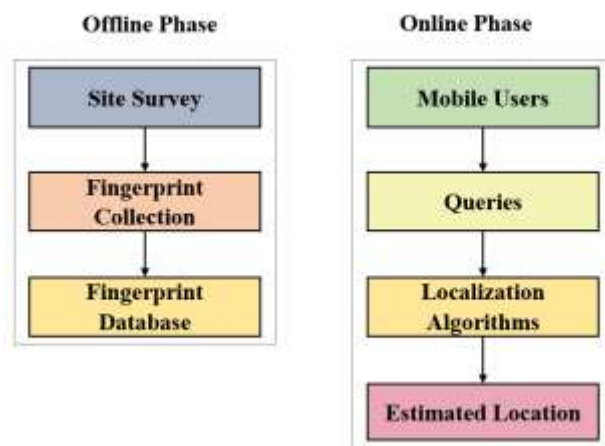 Offline Phase
Site Survey
Fingerprint
Collection
Fingerprint
Database
Online Phase
Mobile Users
Queries
Localization
Algorithms
Estimated Location